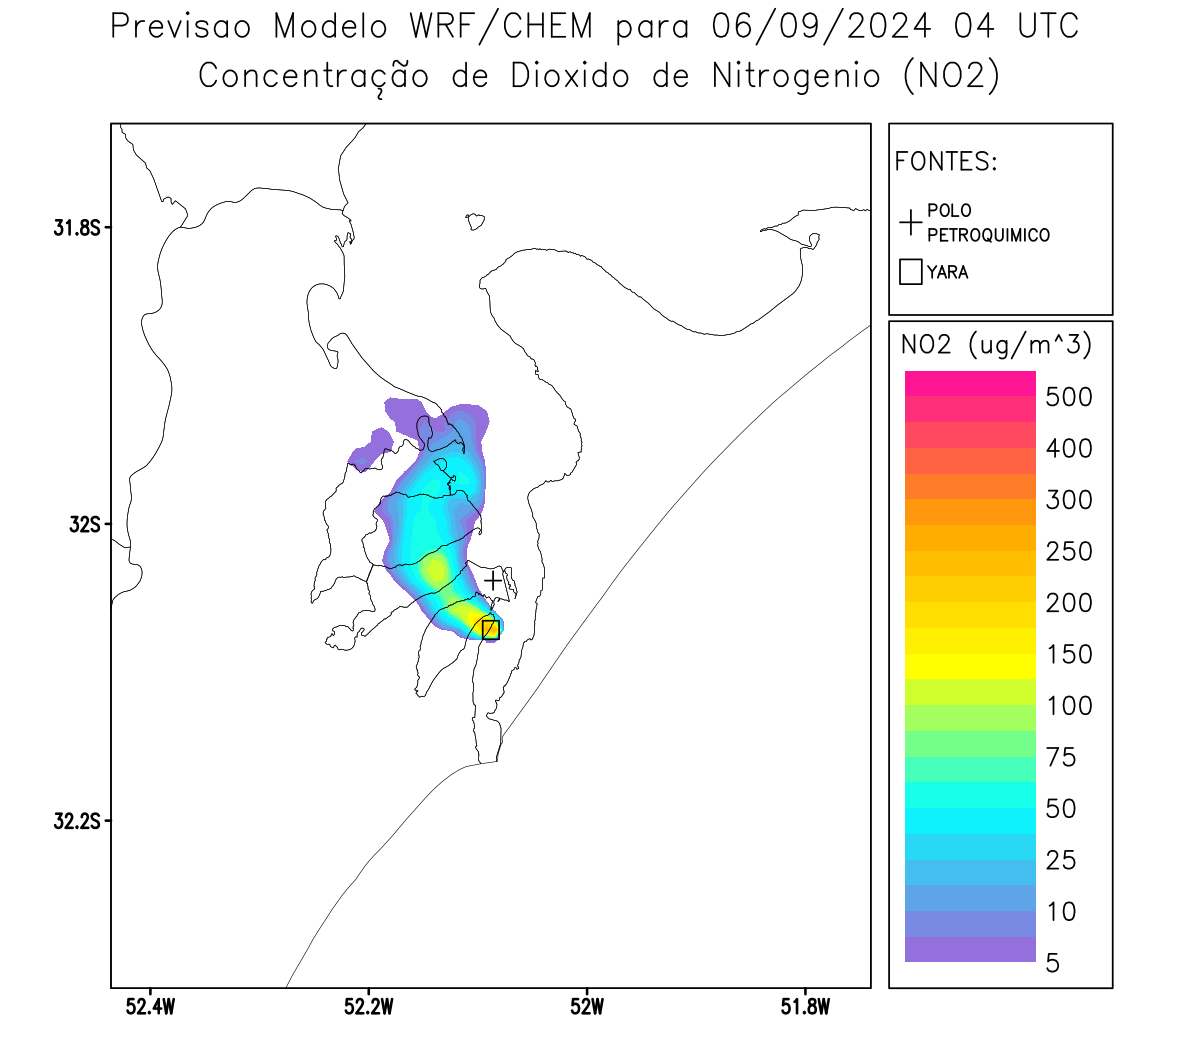 Previsao Modelo WRF/CHEM para 06/09/2024 04 UTC
Concentração de Dioxido de Nitrogenio (NO2)
FONTES:
POLO
PETROQUIMICO
YARA
NO2 (ug/m^3)
500
400
300
250
200
150
100
75
50
25
10
5
31.8S
32S
32.2S
52.4W
52.2W
52W
51.8W